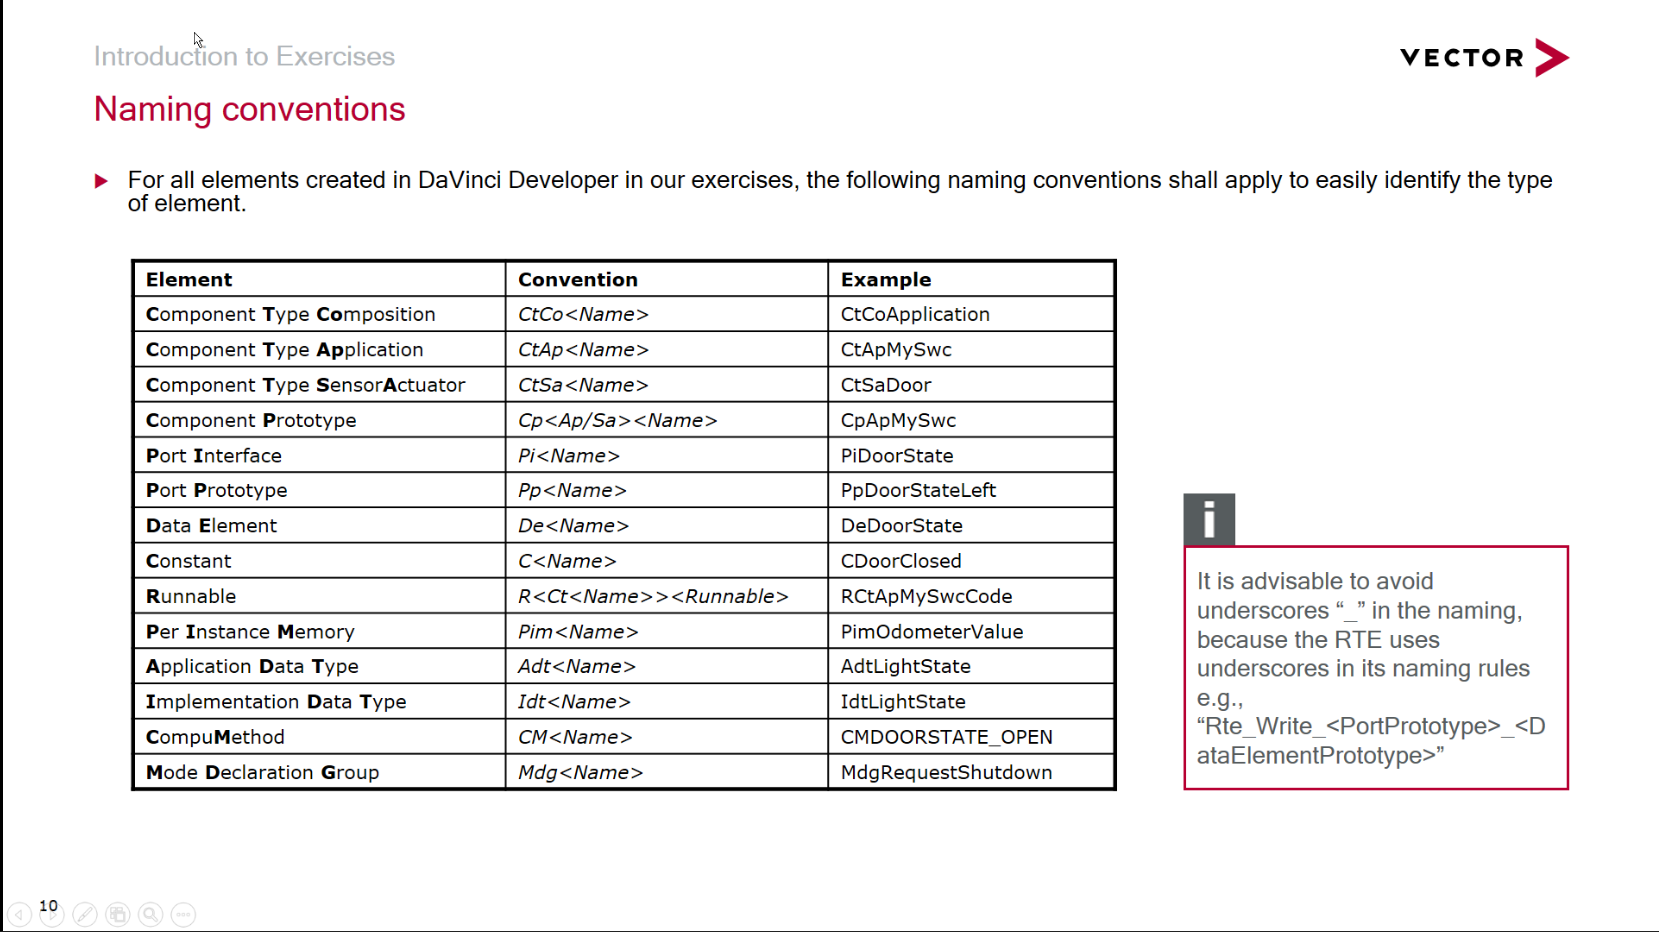 Introduction to Exercises
VECTOR
Naming conventions
For all elements created in DaVinci Developer in our exercises, the following naming conventions shall apply to easily identify the type
of element.
Element Convention Example
Component Type Composition CtCo<Name> CtCoApplication
Component Type Application CtAp<Name> CtApMySwc
Component Type SensorActuator CtSa<Name> CtSaDoor
Component Prototype Cp<Ap/Sa><Name> CpApMySwc
Port Interface Pi<Name> PiDoorState
Port Prototype Pp<Name> PpDoorStateLeft
Data Element De<Name> DeDoorState
Constant C<Name> CDoorClosed
Runnable R<Ct<Name>><Runnable> RCtApMySwcCode
Per Instance Memory Pim<Name> PimOdometerValue
Application Data Type Adt<Name> AdtLightState
Implementation Data Type Idt<Name> IdtLightState
CompuMethod CM<Name> CMDOORSTATE_OPEN
Mode Declaration Group Mdg<Name> MdgRequestShutdown
i
It is advisable to avoid
underscores “_” in the naming,
because the RTE uses
underscores in its naming rules
e.g.,
“Rte_Write_<PortPrototype>_<D
ataElementPrototype>”
10